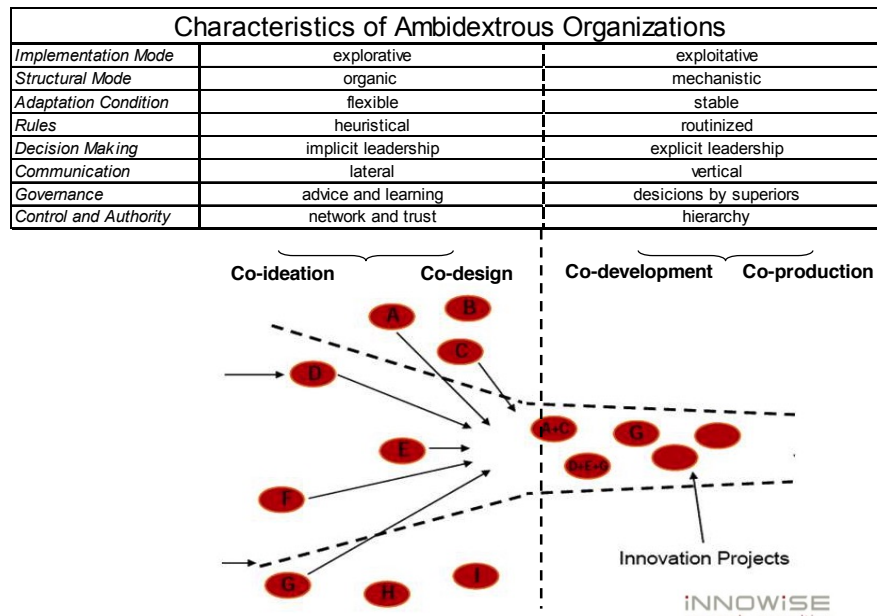 Characteristics of Ambidextrous Organizations
Implementation Mode explorative exploitative
Structural Mode organic mechanistic
Adaptation Condition flexible stable
Rules heuristical routinized
Decision Making implicit leadership explicit leadership
Communication lateral vertical
Governance advice and learning desicions by superiors
Control and Authority network and trust hierarchy
Co-ideation Co-design Co-development Co-production
A
B
C
D
A+C
G
E
D+E+G
F
Innovation Projects
G
H
I
iNNOWiSE